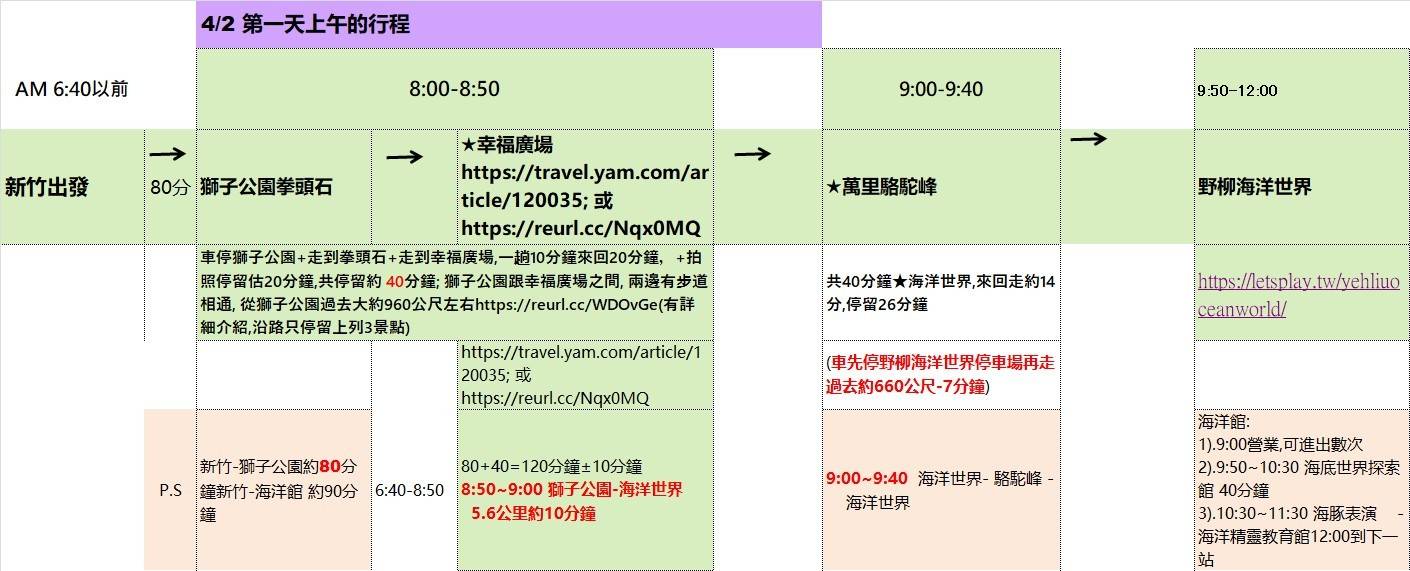 4/2 第一天上午的行程
AM 6:40以前
8:00-8:50
9:00-9:40
9:50-12:00
新竹出發
80分
獅子公園拳頭石
★幸福廣場
https://travel.yam.com/ar
ticle/120035; 或
https://reurl.cc/Nqx0MQ
★萬里駱駝峰
野柳海洋世界
車停獅子公園+走到拳頭石+走到幸福廣場,一趟10分鐘來回20分鐘, +拍
照停留估20分鐘,共停留約 40分鐘; 獅子公園跟幸福廣場之間, 兩邊有步道
相通, 從獅子公園過去大約960公尺左右https://reurl.cc/WDOvGe(有詳
細介紹,沿路只停留上列3景點)
共40分鐘★海洋世界,來回走約14
分,停留26分鐘
https://letsplay.tw/yehliuo
ceanworld/
https://travel.yam.com/article/1
20035; 或
https://reurl.cc/Nqx0MQ
(車先停野柳海洋世界停車場再走
過去約660公尺-7分鐘)
P.S
新竹-獅子公園約80分
鐘新竹-海洋館 約90分
鐘
6:40-8:50
80+40=120分鐘±10分鐘
8:50~9:00 獅子公園-海洋世界
5.6公里約10分鐘
9:00~9:40 海洋世界- 駱駝峰 -
海洋世界
海洋館:
1).9:00營業,可進出數次
2).9:50~10:30 海底世界探索
館 40分鐘
3).10:30~11:30 海豚表演 -
海洋精靈教育館12:00到下一
站